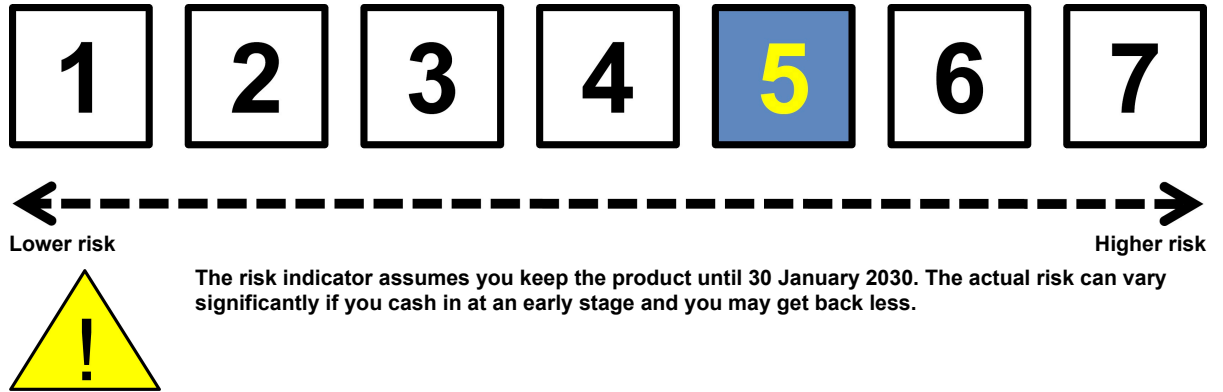 1 2 3 4 5 6 7
Lower risk Higher risk
The risk indicator assumes you keep the product until 30 January 2030. The actual risk can vary
significantly if you cash in at an early stage and you may get back less.
!